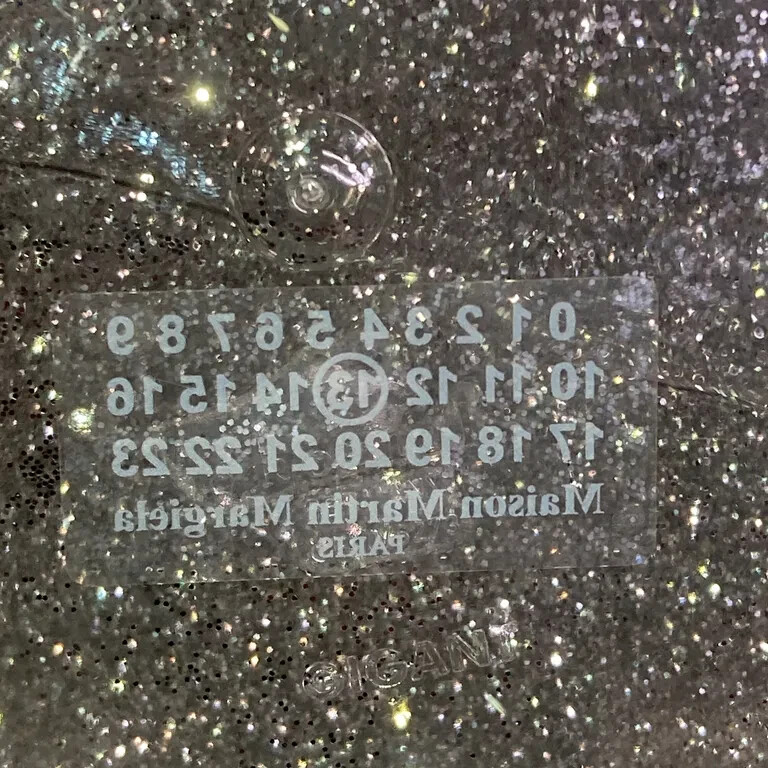 0 1 2 3 4 5 6 7 8 9
10 11 12 13 14 15 16
17 18 19 20 21 22 23
Maison Martin Margiela
PARIS
GIGANT